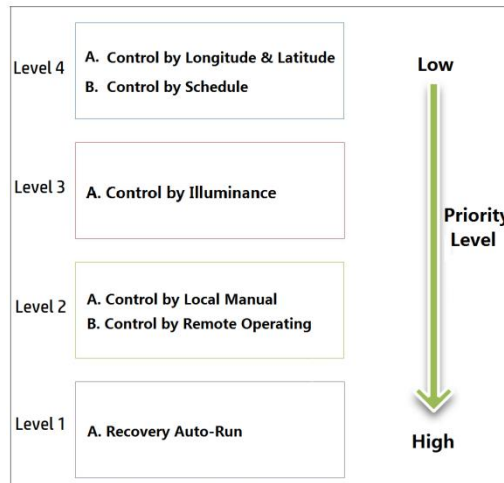 Level 4
A. Control by Longitude & Latitude
B. Control by Schedule
Low
Level 3
A. Control by Illuminance
Priority
Level
Level 2
A. Control by Local Manual
B. Control by Remote Operating
Level 1
A. Recovery Auto-Run
High